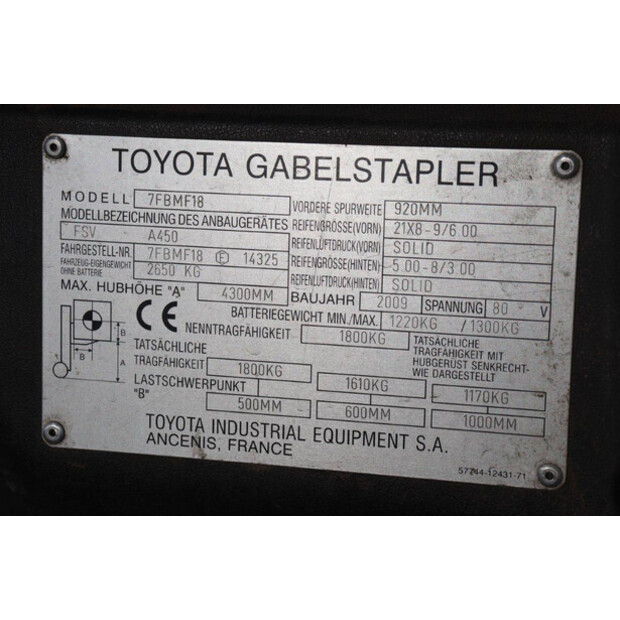 TOYOTA GABELSTAPLER
MODELL 7FBMF18 VORDERE SPURWEITE 920MM
MODELLBEZEICHNUNG DES ANBAUGERÄTES REIFENGRÖSSE(VORN) 21X8-9/6.00
FSV A450 REIFENLUFTDRUCK(VORN) SOLID
FAHRGESTELL-NR. 7FBMF18 Ⓔ 14325 REIFENGRÖSSE(HINTEN) 5.00-8/3.00
FAHRZEUG-EIGENGEWICHT OHNE BATTERIE 2650 KG REIFENLUFTDRUCK(HINTEN) SOLID
MAX. HUBHÖHE "A" 4300MM BAUJAHR 2009 SPANNUNG 80 V
BATTERIEGEWICHT MIN./MAX. 1220KG / 1300KG
CE NENNTRAGFÄHIGKEIT 1800KG
TATSÄCHLICHE
TRAGFÄHIGKEIT MIT
HUBGERÜST SENKRECHT-
WIE DARGESTELLT
B
B
A
TATSÄCHLICHE
TRAGFÄHIGKEIT 1800KG 1610KG 1170KG
LASTSCHWERPUNKT
"B" 500MM 600MM 1000MM
TOYOTA INDUSTRIAL EQUIPMENT S.A.
ANCENIS, FRANCE
57744-12431-71